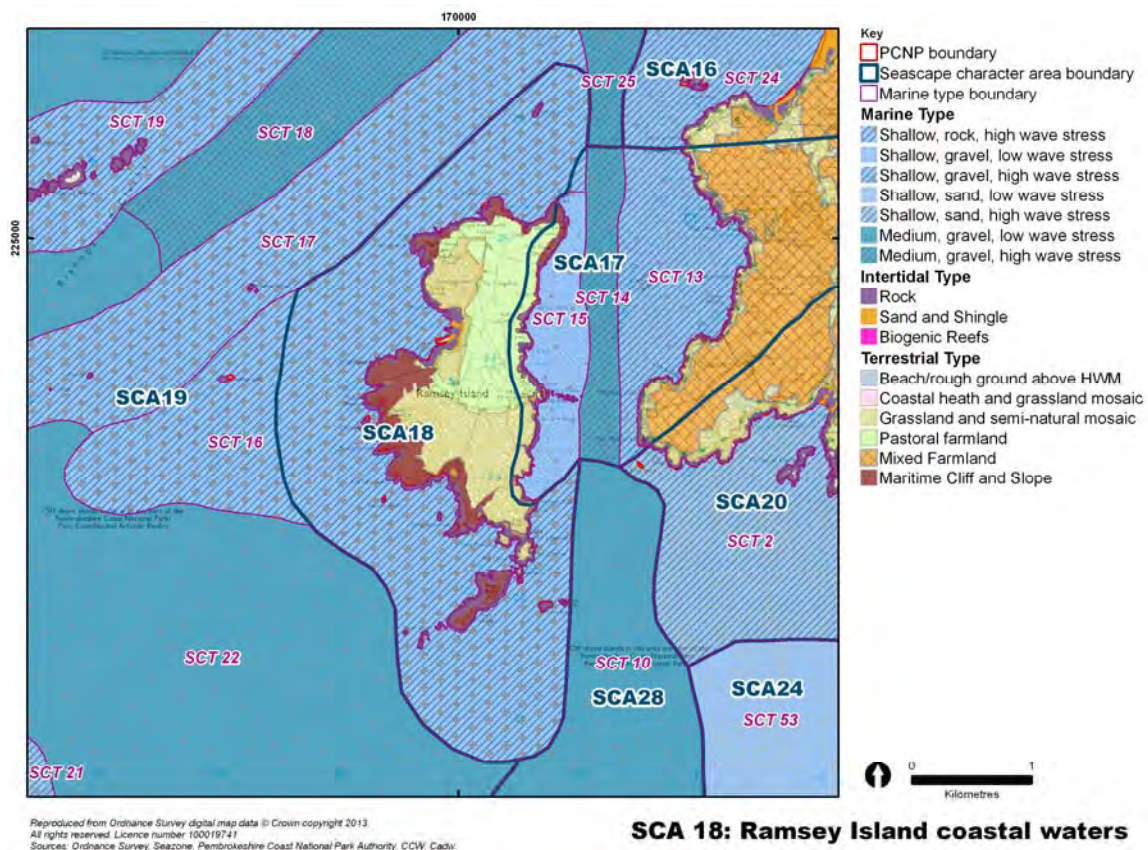 170000
225000
SCA16
SCT 25
SCT 24
SCT 19
SCT 18
SCT 17
SCA17
SCT 13
SCT 14
SCT 15
Ramsey Island
SCA19
SCA18
SCT 16
SCA20
SCT 2
SCT 22
SCT 10
SCA28
SCA24
SCT 53
SCT 21
Key
PCNP boundary
Seascape character area boundary
Marine type boundary
Marine Type
Shallow, rock, high wave stress
Shallow, gravel, low wave stress
Shallow, gravel, high wave stress
Shallow, sand, low wave stress
Shallow, sand, high wave stress
Medium, gravel, low wave stress
Medium, gravel, high wave stress
Intertidal Type
Rock
Sand and Shingle
Biogenic Reefs
Terrestrial Type
Beach/rough ground above HWM
Coastal heath and grassland mosaic
Grassland and semi-natural mosaic
Pastoral farmland
Mixed Farmland
Maritime Cliff and Slope
0 1
Kilometres
Reproduced from Ordnance Survey digital map data © Crown copyright 2013.
All rights reserved. Licence number 100019741
Sources: Ordnance Survey, Seazone, Pembrokeshire Coast National Park Authority, CCW, Cadw.
SCA 18: Ramsey Island coastal waters